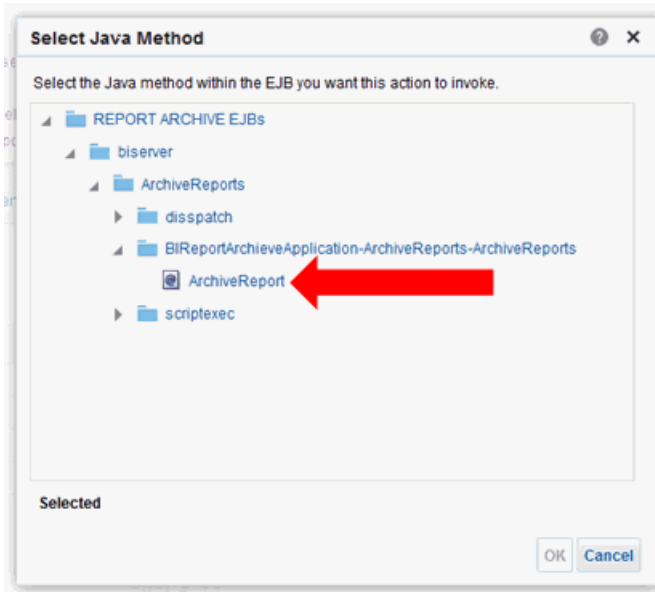 Select Java Method
Select the Java method within the EJB you want this action to invoke.
REPORT ARCHIVE EJBs
biserver
ArchiveReports
disspatch
BIReportArchieveApplication-ArchiveReports-ArchiveReports
ArchiveReport
scriptexec
Selected
OK Cancel